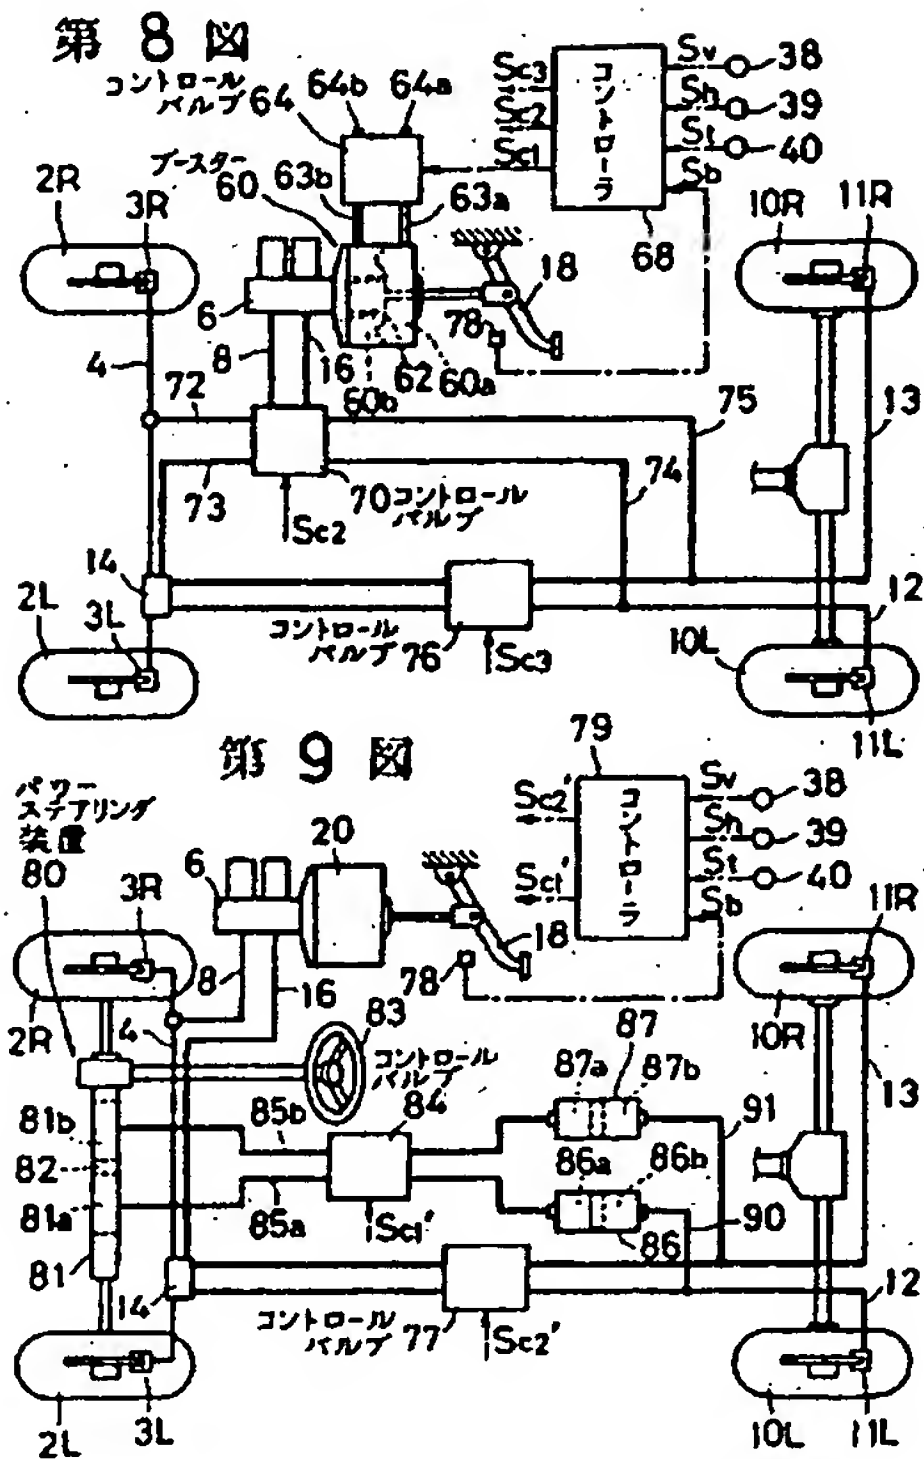 第8図
コントロール
バルブ 64
64b
64a
Sc3
Sc2
Sc1
コントローラ
68
Sv
38
Sh
39
St
40
Sb
2R
3R
ブースター
60
63b
63a
10R
11R
6
8
16
62
60a
60b
18
78
4
72
73
70 コントロール
バルブ
Sc2
74
75
13
14
2L
3L
コントロール
バルブ 76
Sc3
12
10L
11L
第9図
パワー
ステアリング
装置
80
3R
6
20
79
Sc2'
Sc1'
コントローラ
Sv
38
Sh
39
St
40
Sb
11R
18
78
8
16
2R
4
83
コントロール
バルブ
84
87
87a
87b
10R
13
81b
82
81a
81
85b
85a
Sc1'
86a
86b
86
91
90
14
コントロール
バルブ 77
Sc2'
12
2L
3L
10L
11L